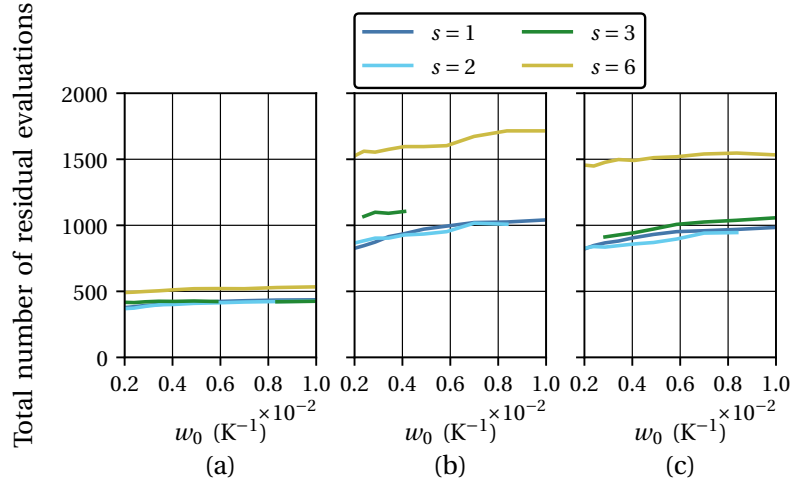 Total number of residual evaluations
s = 1 s = 3
s = 2 s = 6
2000
1500
1000
500
0
0.2 0.4 0.6 0.8 1.0 0.2 0.4 0.6 0.8 1.0 0.2 0.4 0.6 0.8 1.0
×10⁻² ×10⁻² ×10⁻²
w₀ (K⁻¹) w₀ (K⁻¹) w₀ (K⁻¹)
(a) (b) (c)